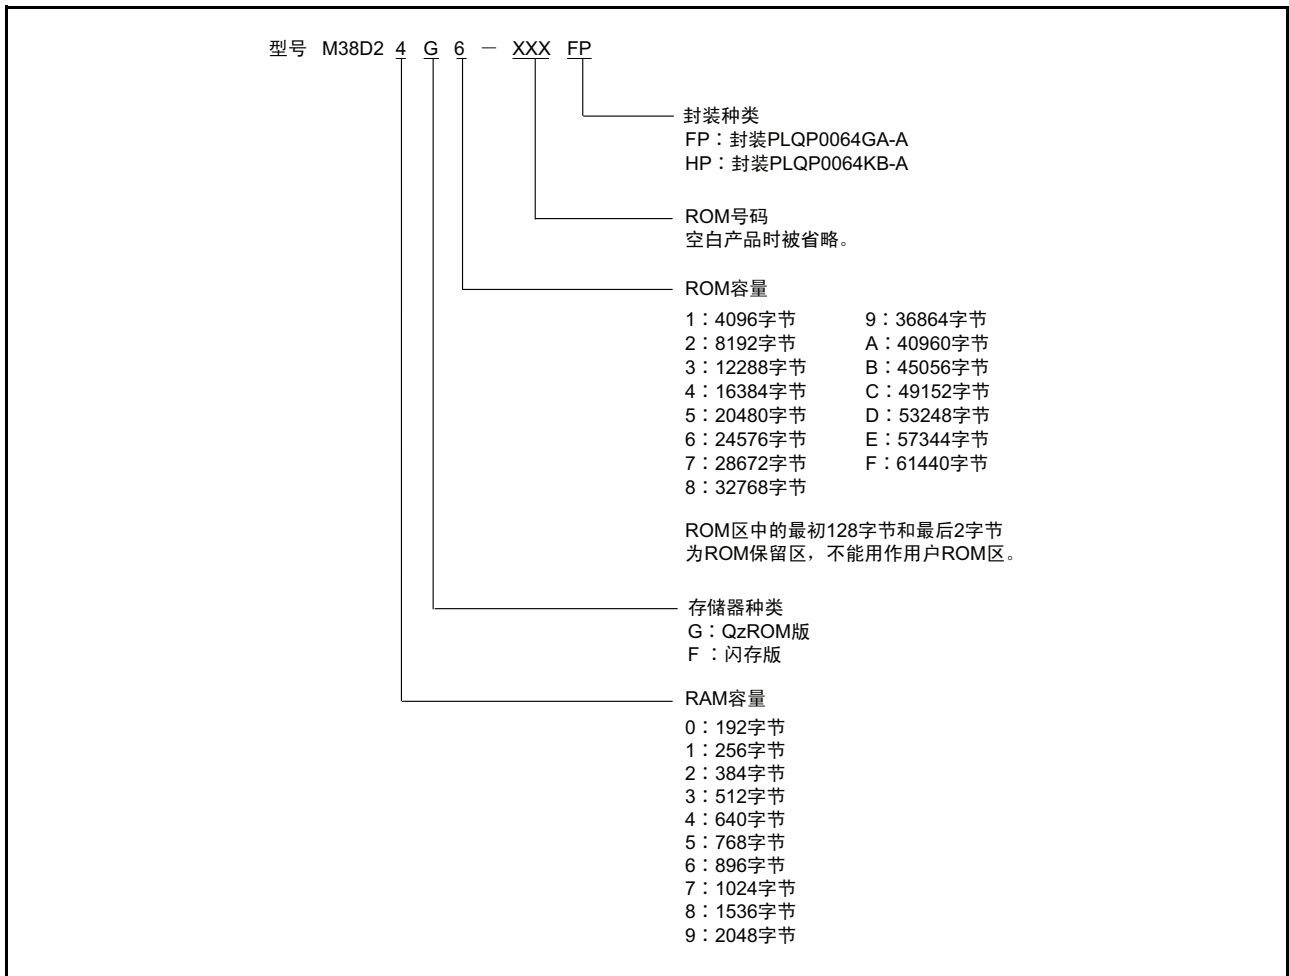 型号 M38D2 4 G 6 － XXX FP
封装种类
FP：封装PLQP0064GA-A
HP：封装PLQP0064KB-A
ROM号码
空白产品时被省略。
ROM容量
1：4096字节 9：36864字节
2：8192字节 A：40960字节
3：12288字节 B：45056字节
4：16384字节 C：49152字节
5：20480字节 D：53248字节
6：24576字节 E：57344字节
7：28672字节 F：61440字节
8：32768字节
ROM区中的最初128字节和最后2字节
为ROM保留区，不能用作用户ROM区。
存储器种类
G：QzROM版
F ：闪存版
RAM容量
0：192字节
1：256字节
2：384字节
3：512字节
4：640字节
5：768字节
6：896字节
7：1024字节
8：1536字节
9：2048字节